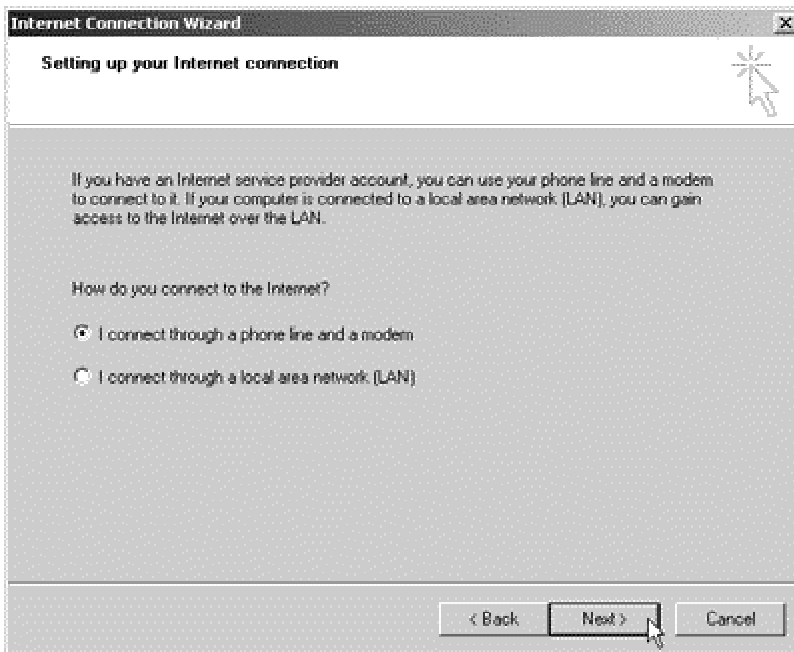 Internet Connection Wizard
Setting up your Internet connection
If you have an Internet service provider account, you can use your phone line and a modem
to connect to it. If your computer is connected to a local area network (LAN), you can gain
access to the Internet over the LAN.
How do you connect to the Internet?
I connect through a phone line and a modem
I connect through a local area network (LAN)
< Back Next > Cancel